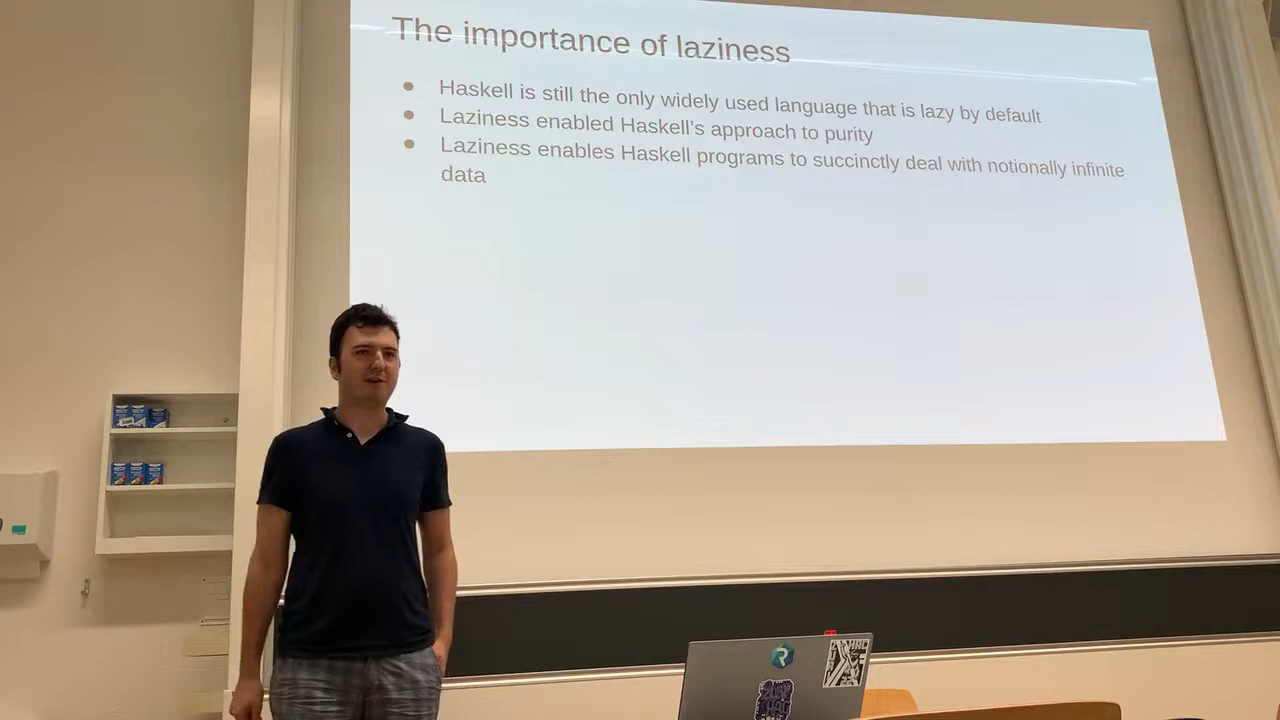 The importance of laziness
Haskell is still the only widely used language that is lazy by default
Laziness enabled Haskell's approach to purity
Laziness enables Haskell programs to succinctly deal with notionally infinite
data